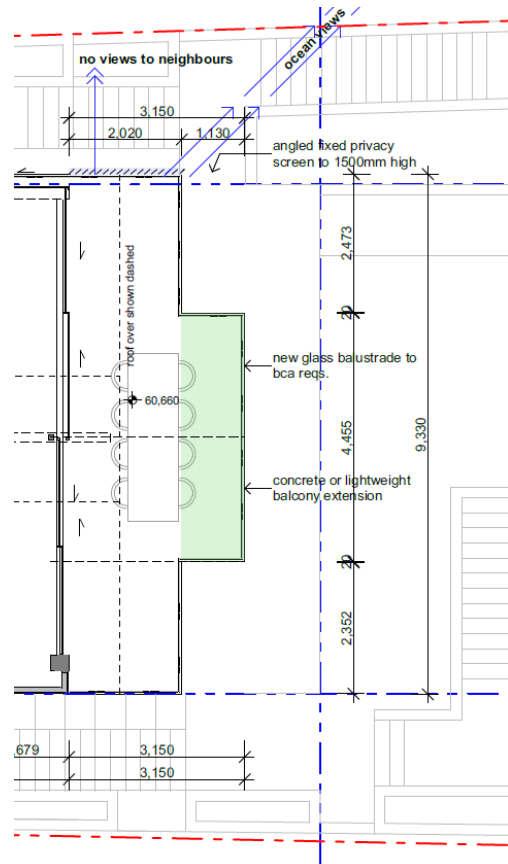 ocean views
no views to neighbours
3,150
2,020
1,130
angled fixed privacy
screen to 1500mm high
2,473
roof over shown dashed
20
new glass balustrade to
bca reqs.
60,660
4,455
9,330
concrete or lightweight
balcony extension
20
2,352
,679
3,150
3,150